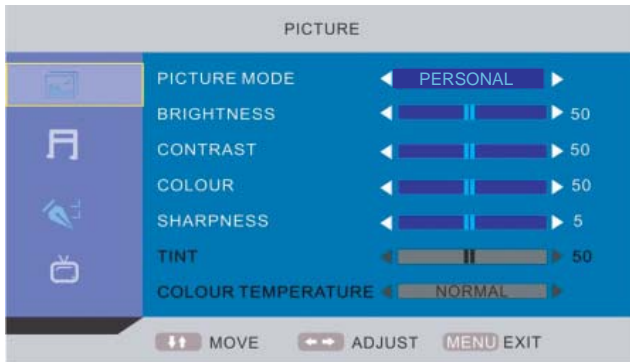 PICTURE
PICTURE MODE PERSONAL
BRIGHTNESS 50
CONTRAST 50
COLOUR 50
SHARPNESS 5
TINT 50
COLOUR TEMPERATURE NORMAL
MOVE ADJUST MENU EXIT